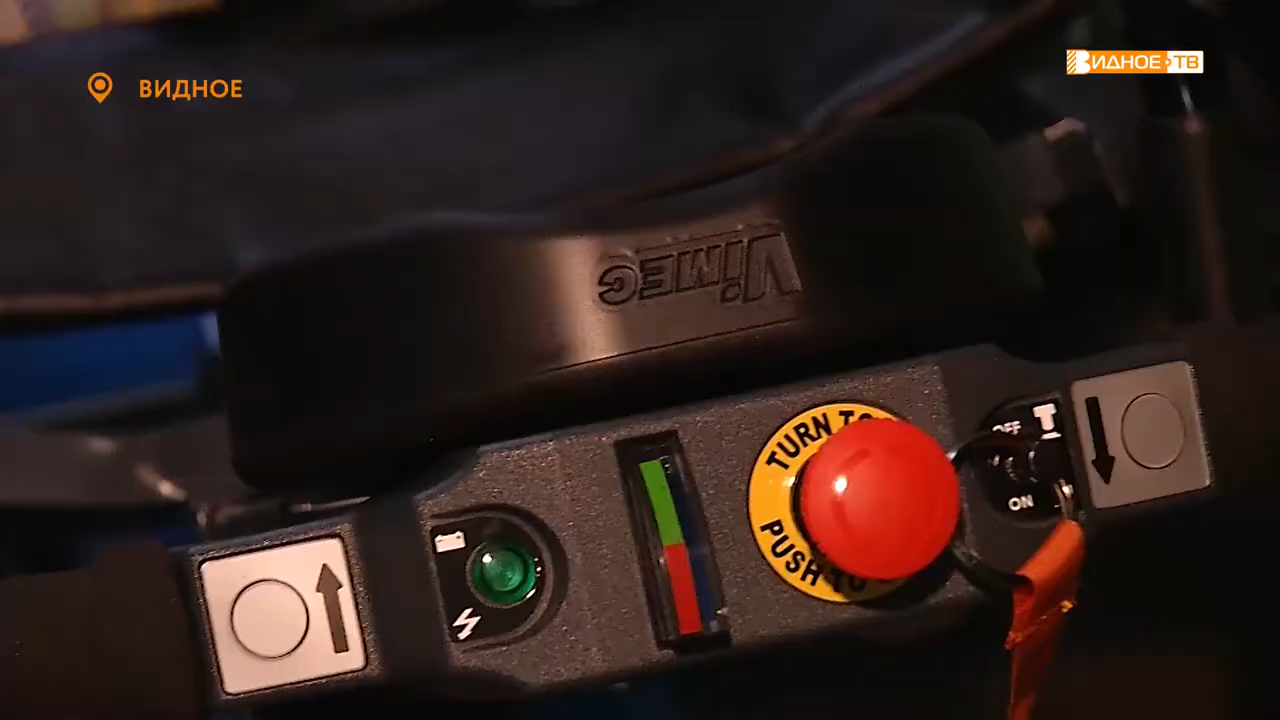 ВИДНОЕ
ВИДНОЕ ТВ
VIMEC
TURN TO
PUSH TO
OFF
ON